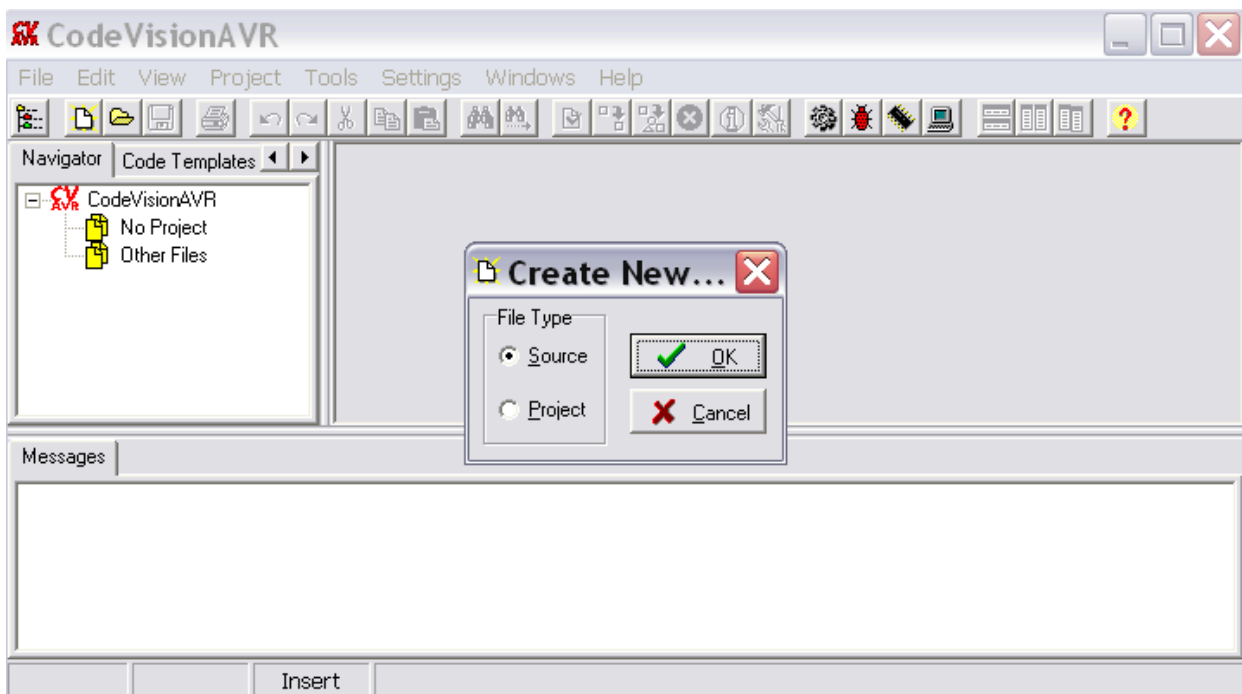 CodeVisionAVR
File Edit View Project Tools Settings Windows Help
Navigator Code Templates
CodeVisionAVR
No Project
Other Files
Create New...
File Type
Source
OK
Project
Cancel
Messages
Insert